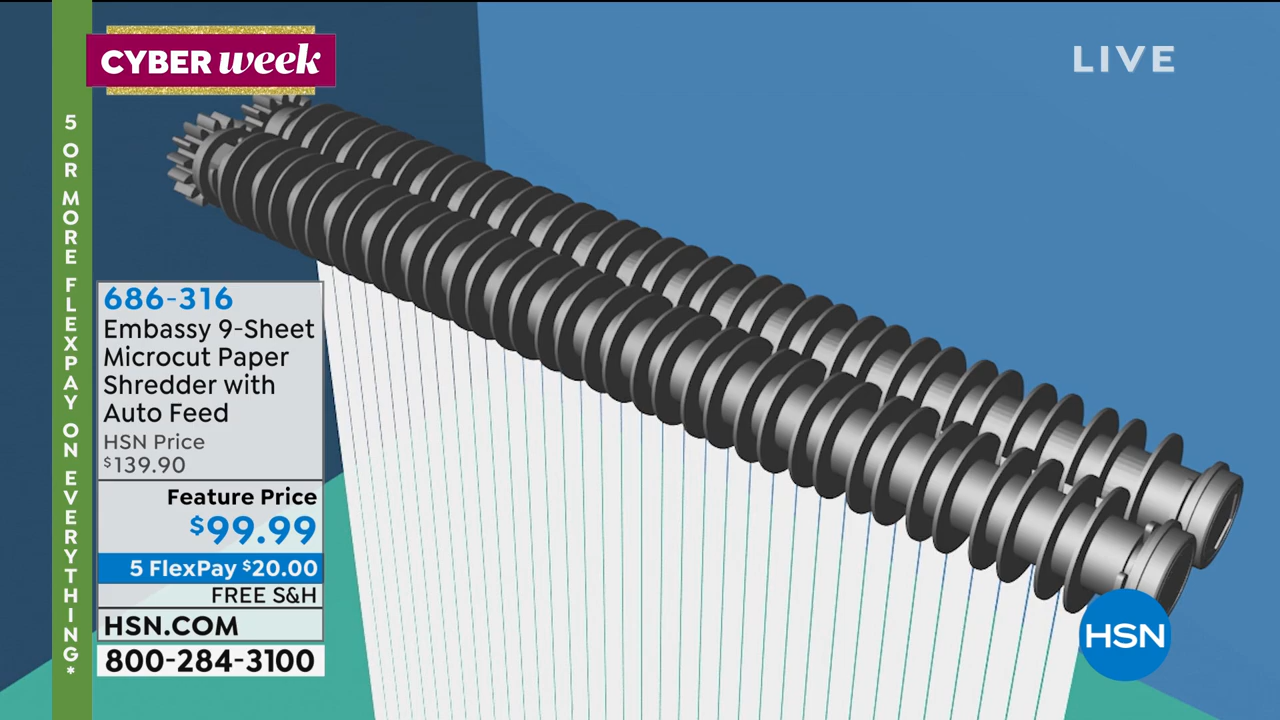 CYBER week
LIVE
5 OR MORE FLEXPAY ON EVERYTHING*
686-316
Embassy 9-Sheet
Microcut Paper
Shredder with
Auto Feed
HSN Price
$139.90
Feature Price
$99.99
5 FlexPay $20.00
FREE S&H
HSN.COM
800-284-3100
HSN